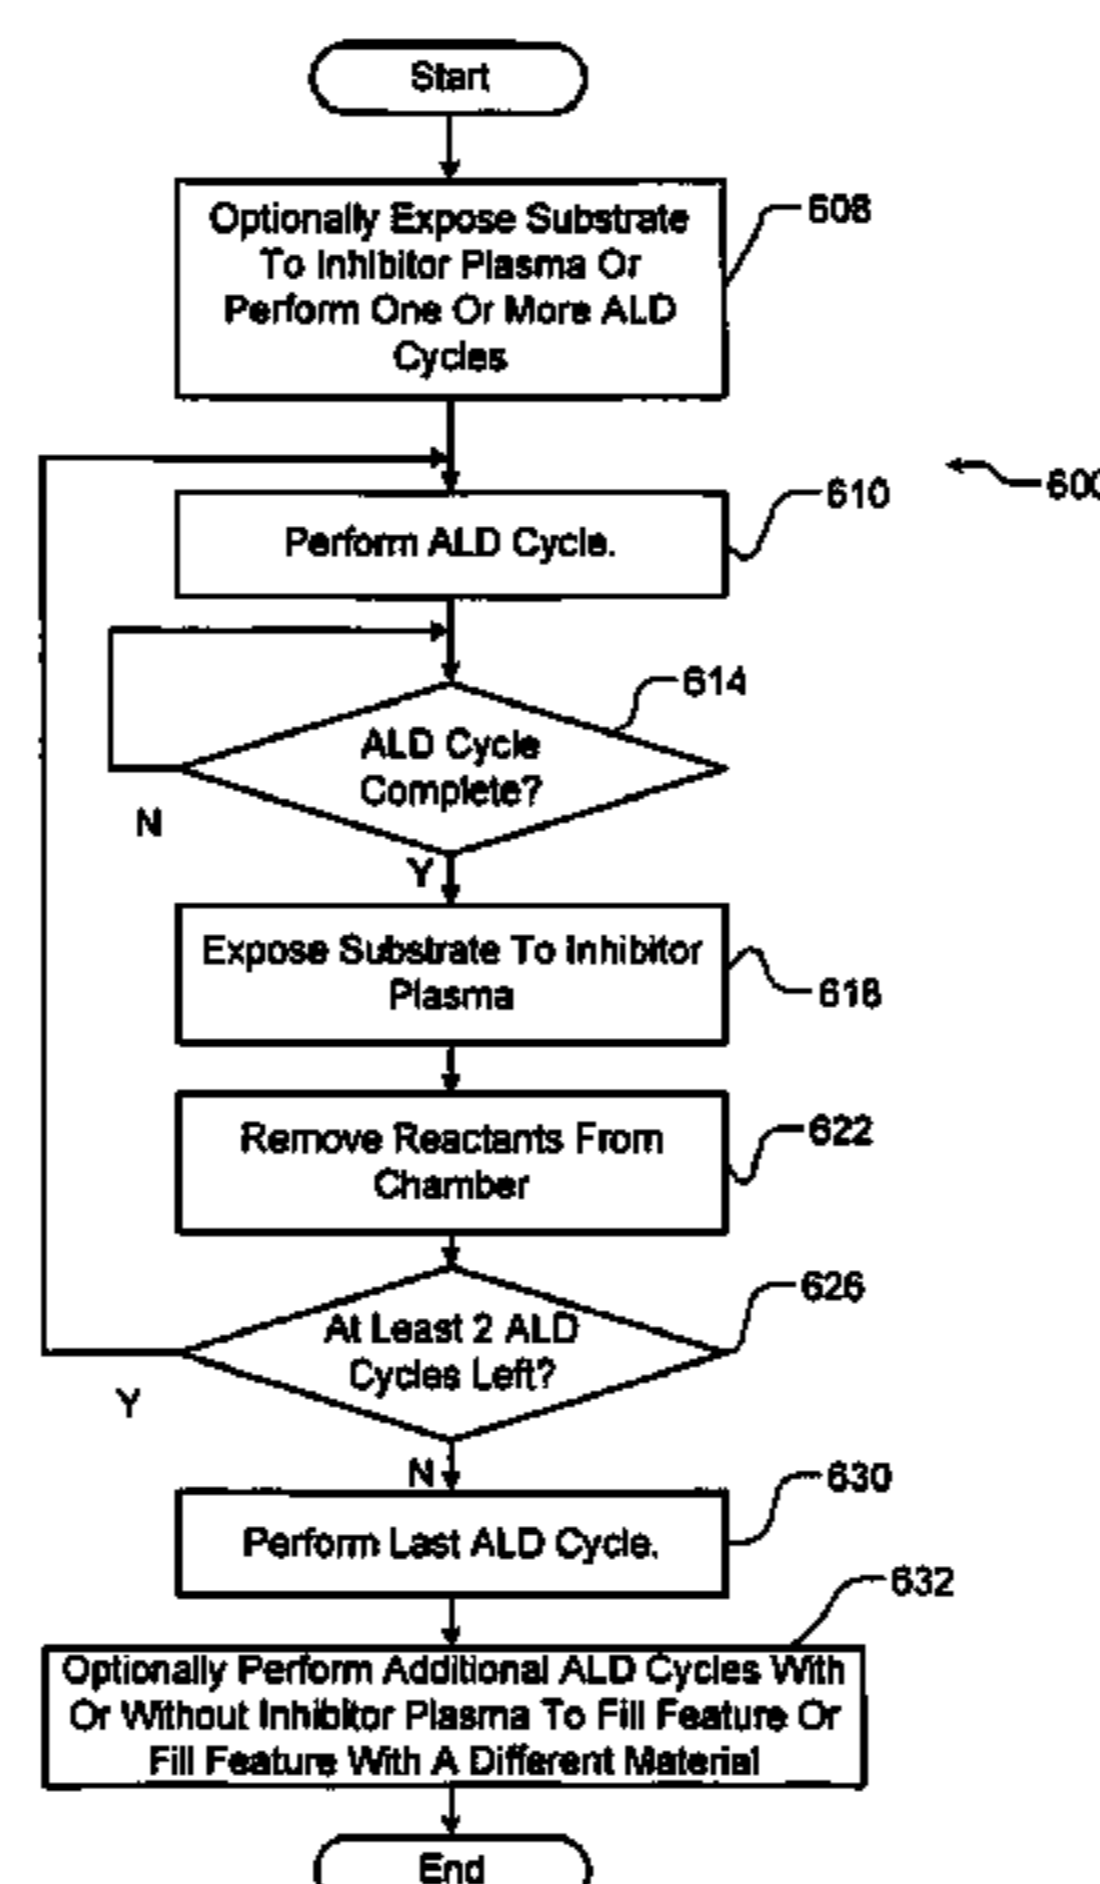 Start
Optionally Expose Substrate
To Inhibitor Plasma Or
Perform One Or More ALD
Cycles
608
600
610
Perform ALD Cycle.
614
ALD Cycle
Complete?
N
Y
Expose Substrate To Inhibitor
Plasma
618
Remove Reactants From
Chamber
622
626
At Least 2 ALD
Cycles Left?
Y
N
630
Perform Last ALD Cycle.
632
Optionally Perform Additional ALD Cycles With
Or Without Inhibitor Plasma To Fill Feature Or
Fill Feature With A Different Material
End